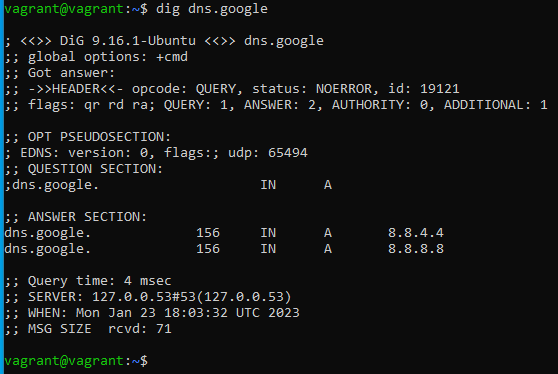 vagrant@vagrant:~$ dig dns.google

; <<>> DiG 9.16.1-Ubuntu <<>> dns.google
;; global options: +cmd
;; Got answer:
;; ->>HEADER<<- opcode: QUERY, status: NOERROR, id: 19121
;; flags: qr rd ra; QUERY: 1, ANSWER: 2, AUTHORITY: 0, ADDITIONAL: 1

;; OPT PSEUDOSECTION:
; EDNS: version: 0, flags:; udp: 65494
;; QUESTION SECTION:
;dns.google.                    IN      A

;; ANSWER SECTION:
dns.google.             156     IN      A       8.8.4.4
dns.google.             156     IN      A       8.8.8.8

;; Query time: 4 msec
;; SERVER: 127.0.0.53#53(127.0.0.53)
;; WHEN: Mon Jan 23 18:03:32 UTC 2023
;; MSG SIZE  rcvd: 71

vagrant@vagrant:~$